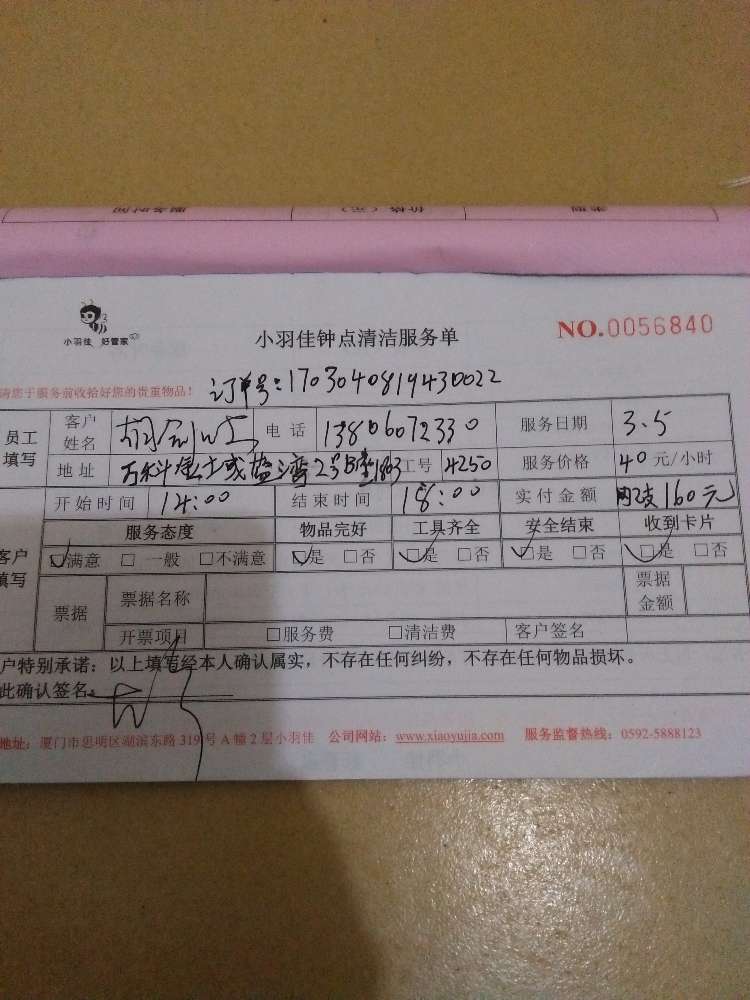 小羽佳 好管家
小羽佳钟点清洁服务单
NO.0056840
请您于服务前收拾好您的贵重物品!
订单号:1703040819430022
员工填写 客户姓名 胡 电话 13806072330 服务日期 3.5
地址 万科 湾2号 1803 工号 4250 服务价格 40 元/小时
开始时间 14:00 结束时间 18:00 实付金额 网支160元
客户填写 服务态度 物品完好 工具齐全 安全结束 收到卡片
☑满意 □一般 □不满意 ☑是 □否 ☑是 □否 ☑是 □否 ☑是 □否
票据 票据名称 票据金额
开票项目 □服务费 □清洁费 客户签名
户特别承诺:以上填写经本人确认属实,不存在任何纠纷,不存在任何物品损坏。
此确认签名:
地址:厦门市思明区湖滨东路319号A幢2层小羽佳 公司网站:www.xiaoyujia.com 服务监督热线:0592-5888123